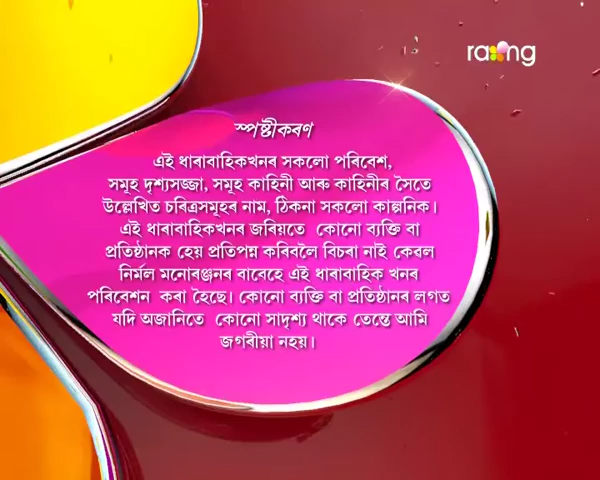 rang
স্পষ্টীকৰণ
এই ধাৰাবাহিকখনৰ সকলো পৰিবেশ,
সমূহ দৃশ্যসজ্জা, সমূহ কাহিনী আৰু কাহিনীৰ সৈতে
উল্লেখিত চৰিত্ৰসমূহৰ নাম, ঠিকনা সকলো কাল্পনিক।
এই ধাৰাবাহিকখনৰ জৰিয়তে কোনো ব্যক্তি বা
প্ৰতিষ্ঠানক হেয় প্ৰতিপন্ন কৰিবলৈ বিচৰা নাই কেৱল
নিৰ্মল মনোৰঞ্জনৰ বাবেহে এই ধাৰাবাহিক খনৰ
পৰিবেশন কৰা হৈছে। কোনো ব্যক্তি বা প্ৰতিষ্ঠানৰ লগত
যদি অজানিতে কোনো সাদৃশ্য থাকে তেন্তে আমি
জগৰীয়া নহয়।